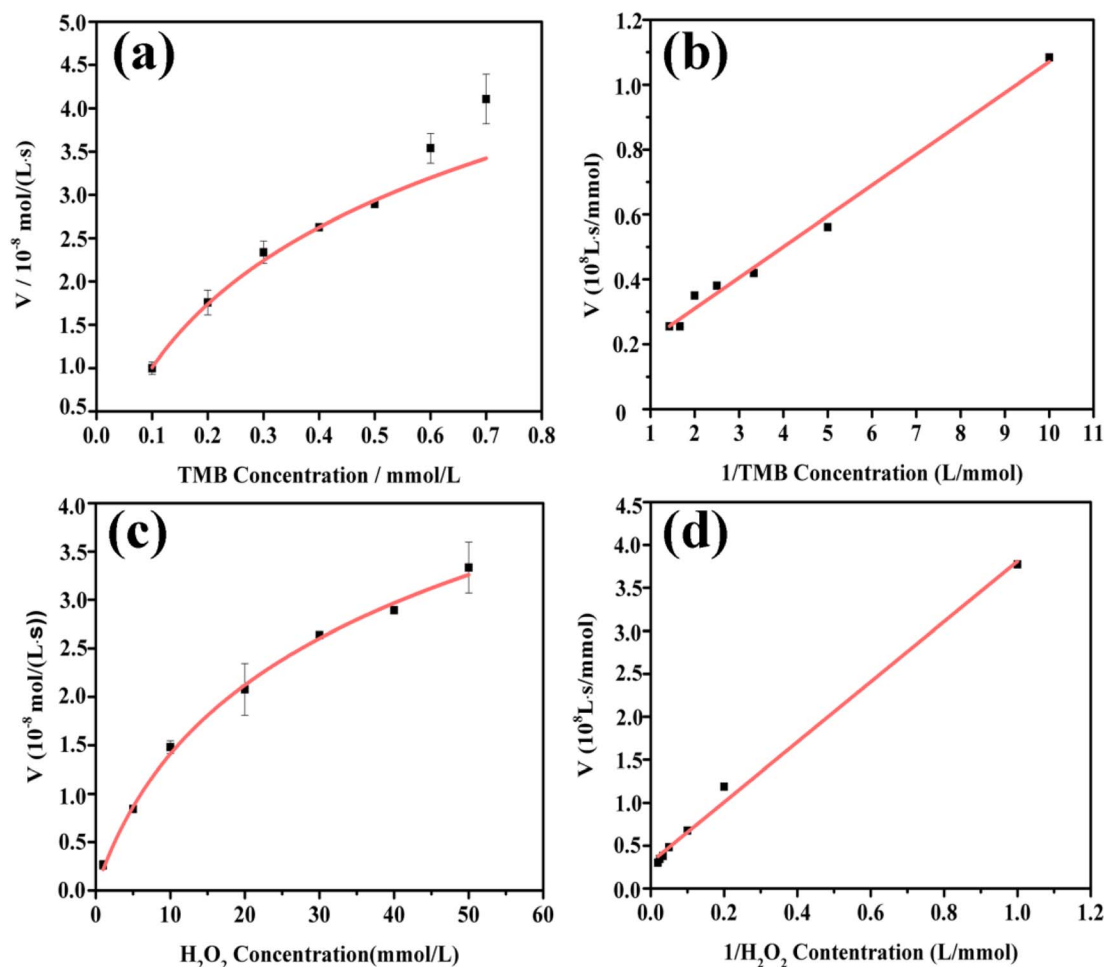 (a)
5.0
4.5
4.0
3.5
3.0
2.5
2.0
1.5
1.0
0.5
V / 10⁻⁸ mol/(L·s)
0.0 0.1 0.2 0.3 0.4 0.5 0.6 0.7 0.8
TMB Concentration / mmol/L
(b)
1.2
1.0
0.8
0.6
0.4
0.2
0
V (10⁸L·s/mmol)
1 2 3 4 5 6 7 8 9 10 11
1/TMB Concentration (L/mmol)
(c)
4.0
3.5
3.0
2.5
2.0
1.5
1.0
0.5
0.0
V (10⁻⁸ mol/(L·s))
0 10 20 30 40 50 60
H₂O₂ Concentration(mmol/L)
(d)
4.5
4.0
3.5
3.0
2.5
2.0
1.5
1.0
0.5
0.0
V (10⁸L·s/mmol)
0.0 0.2 0.4 0.6 0.8 1.0 1.2
1/H₂O₂ Contentration (L/mmol)